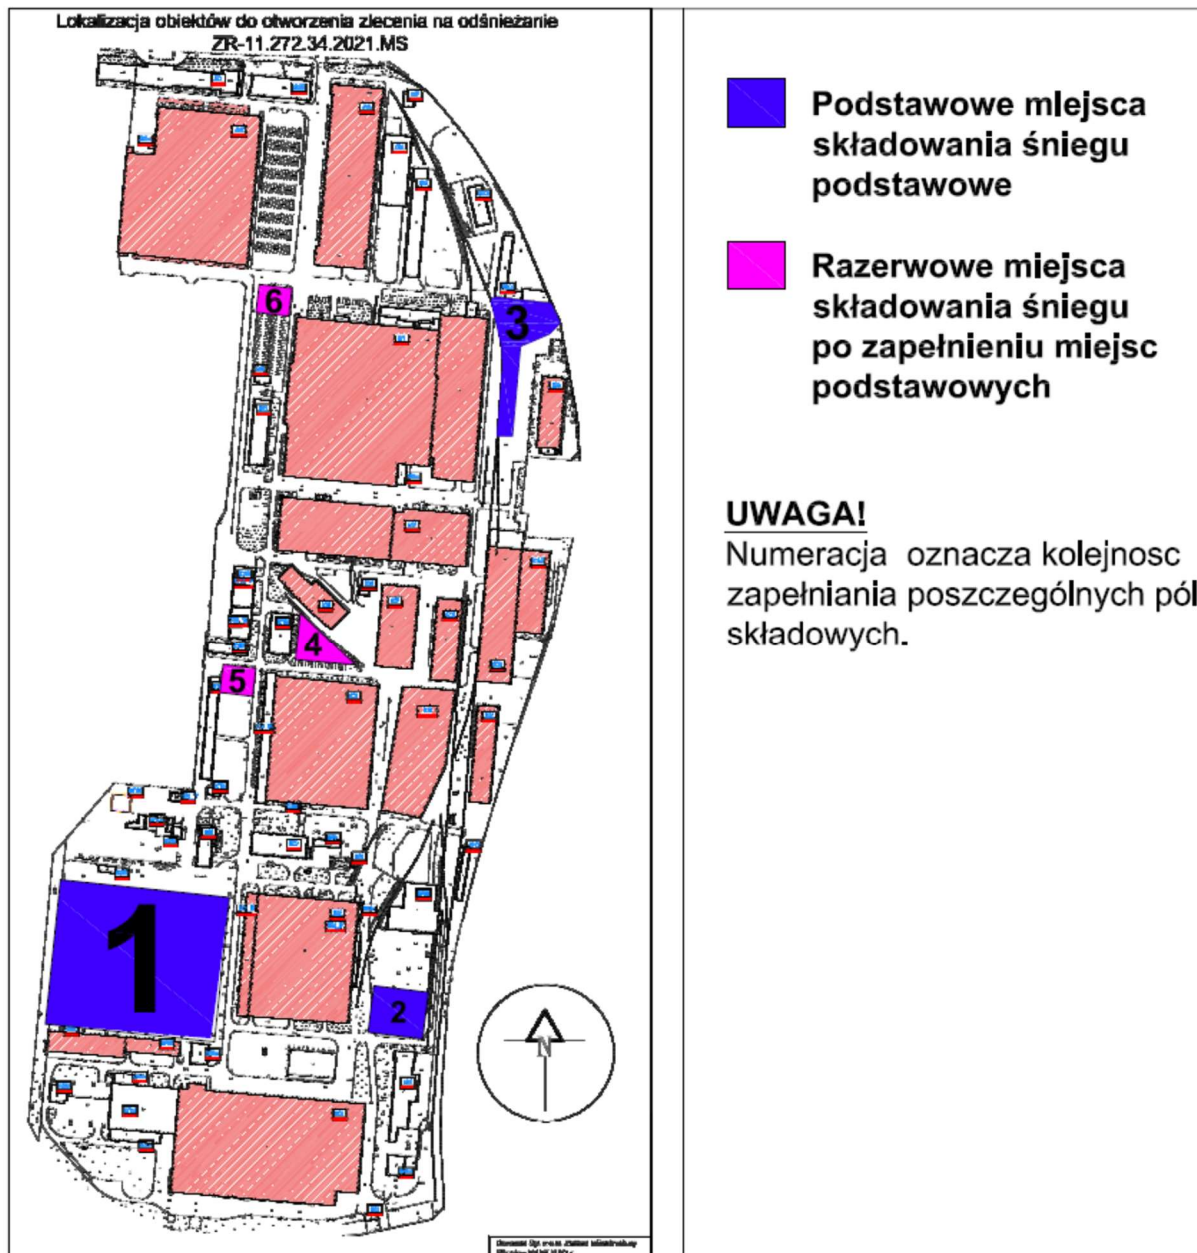 Lokalizacja obiektów do otworzenia zlecenia na odśnieżanie
ZR-11.272.34.2021.MS
Podstawowe miejsca
składowania śniegu
podstawowe
Razerwowe miejsca
składowania śniegu
po zapełnieniu miejsc
podstawowych
UWAGA!
Numeracja oznacza kolejnosc
zapełniania poszczególnych pól
składowych.
6
3
4
5
1
2
N